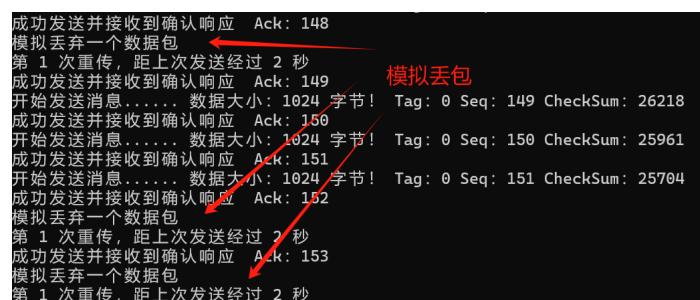 成功发送并接收到确认响应 Ack: 148
模拟丢弃一个数据包
第 1 次重传, 距上次发送经过 2 秒
模拟丢包
成功发送并接收到确认响应 Ack: 149
开始发送消息...... 数据大小: 1024 字节! Tag: 0 Seq: 149 CheckSum: 26218
成功发送并接收到确认响应 Ack: 150
开始发送消息...... 数据大小: 1024 字节! Tag: 0 Seq: 150 CheckSum: 25961
成功发送并接收到确认响应 Ack: 151
开始发送消息...... 数据大小: 1024 字节! Tag: 0 Seq: 151 CheckSum: 25704
成功发送并接收到确认响应 Ack: 152
模拟丢弃一个数据包
第 1 次重传, 距上次发送经过 2 秒
成功发送并接收到确认响应 Ack: 153
模拟丢弃一个数据包
第 1 次重传, 距上次发送经过 2 秒